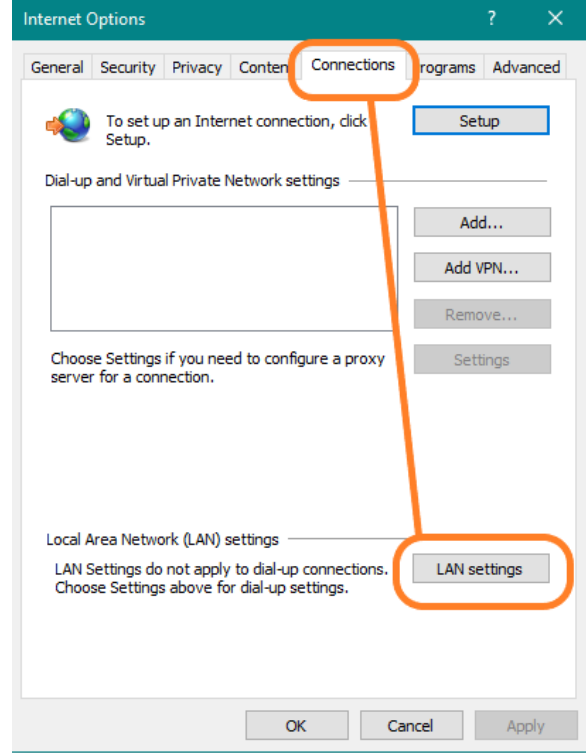 Internet Options ? ×
General Security Privacy Conten Connections rograms Advanced
To set up an Internet connection, click
Setup.
Setup
Dial-up and Virtual Private Network settings
Add...
Add VPN...
Remove...
Choose Settings if you need to configure a proxy
server for a connection.
Settings
Local Area Network (LAN) settings
LAN Settings do not apply to dial-up connections.
Choose Settings above for dial-up settings.
LAN settings
OK Cancel Apply